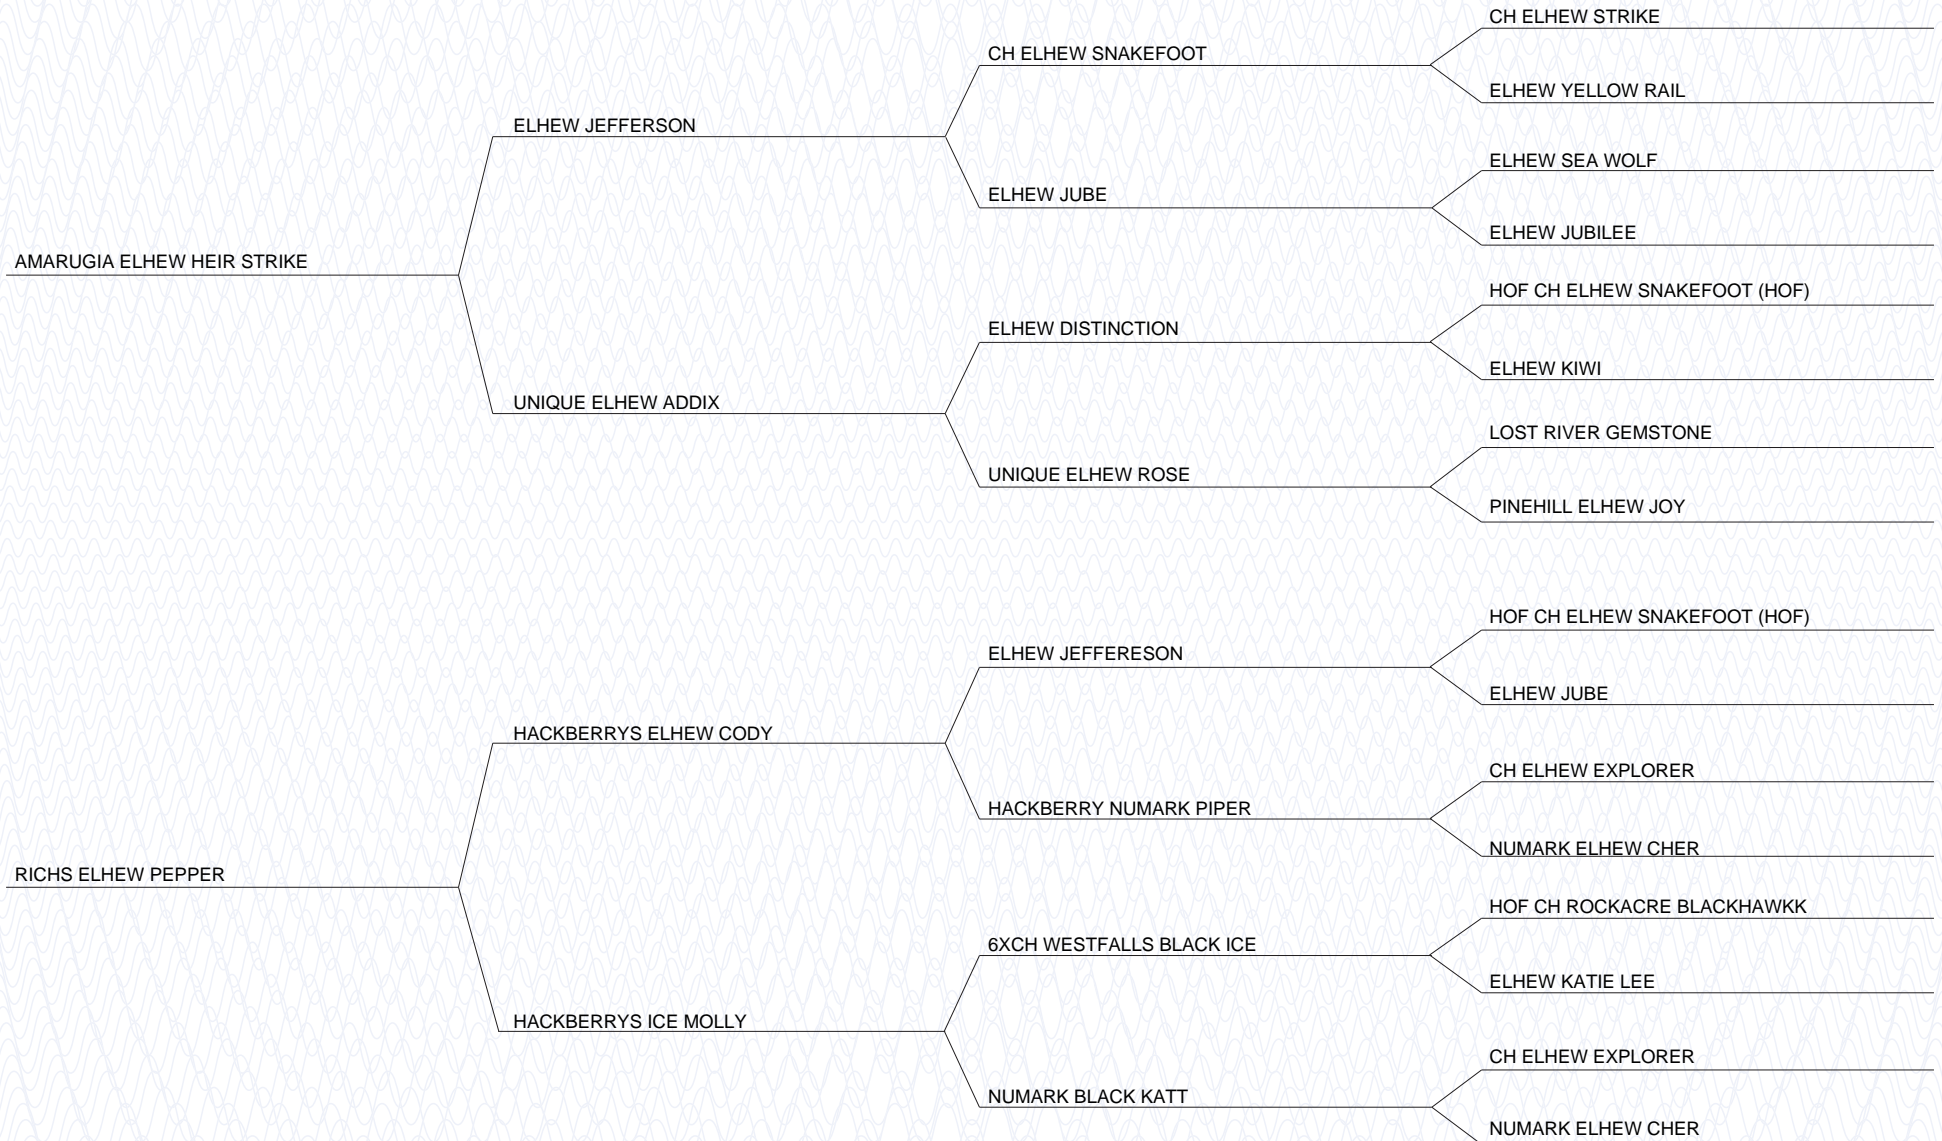 CH ELHEW STRIKE
CH ELHEW SNAKEFOOT
ELHEW YELLOW RAIL
ELHEW JEFFERSON
ELHEW SEA WOLF
ELHEW JUBE
ELHEW JUBILEE
AMARUGIA ELHEW HEIR STRIKE
HOF CH ELHEW SNAKEFOOT (HOF)
ELHEW DISTINCTION
ELHEW KIWI
UNIQUE ELHEW ADDIX
LOST RIVER GEMSTONE
UNIQUE ELHEW ROSE
PINEHILL ELHEW JOY
HOF CH ELHEW SNAKEFOOT (HOF)
ELHEW JEFFERESON
ELHEW JUBE
HACKBERRYS ELHEW CODY
CH ELHEW EXPLORER
HACKBERRY NUMARK PIPER
NUMARK ELHEW CHER
RICHS ELHEW PEPPER
HOF CH ROCKACRE BLACKHAWKK
6XCH WESTFALLS BLACK ICE
ELHEW KATIE LEE
HACKBERRYS ICE MOLLY
CH ELHEW EXPLORER
NUMARK BLACK KATT
NUMARK ELHEW CHER